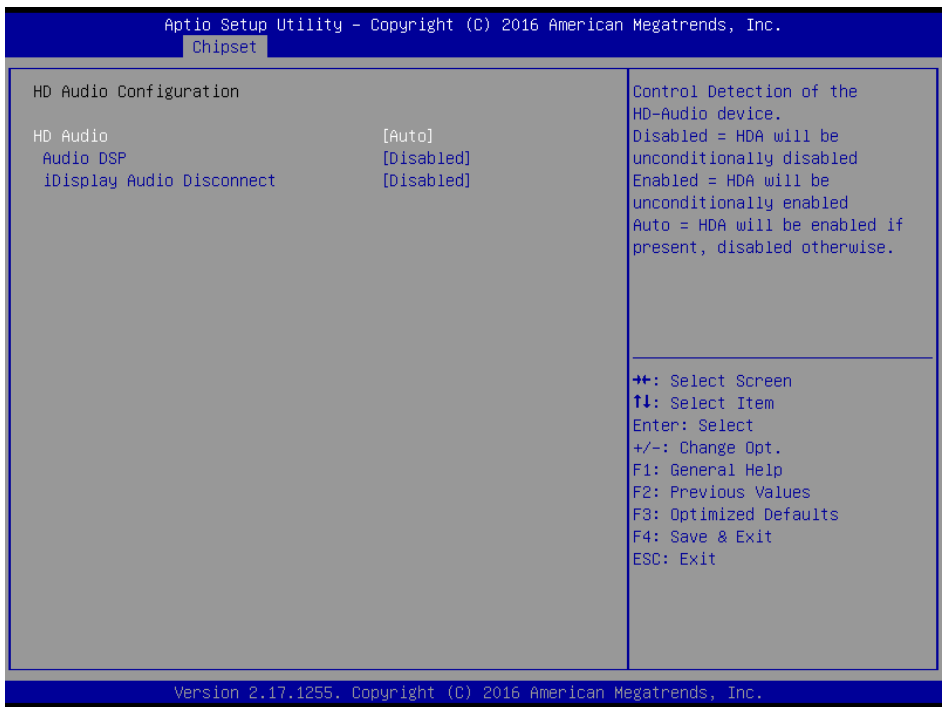 Aptio Setup Utility – Copyright (C) 2016 American Megatrends, Inc.
Chipset
HD Audio Configuration
HD Audio [Auto]
Audio DSP [Disabled]
iDisplay Audio Disconnect [Disabled]
Control Detection of the
HD-Audio device.
Disabled = HDA will be
unconditionally disabled
Enabled = HDA will be
unconditionally enabled
Auto = HDA will be enabled if
present, disabled otherwise.
→←: Select Screen
↑↓: Select Item
Enter: Select
+/-: Change Opt.
F1: General Help
F2: Previous Values
F3: Optimized Defaults
F4: Save & Exit
ESC: Exit
Version 2.17.1255. Copyright (C) 2016 American Megatrends, Inc.